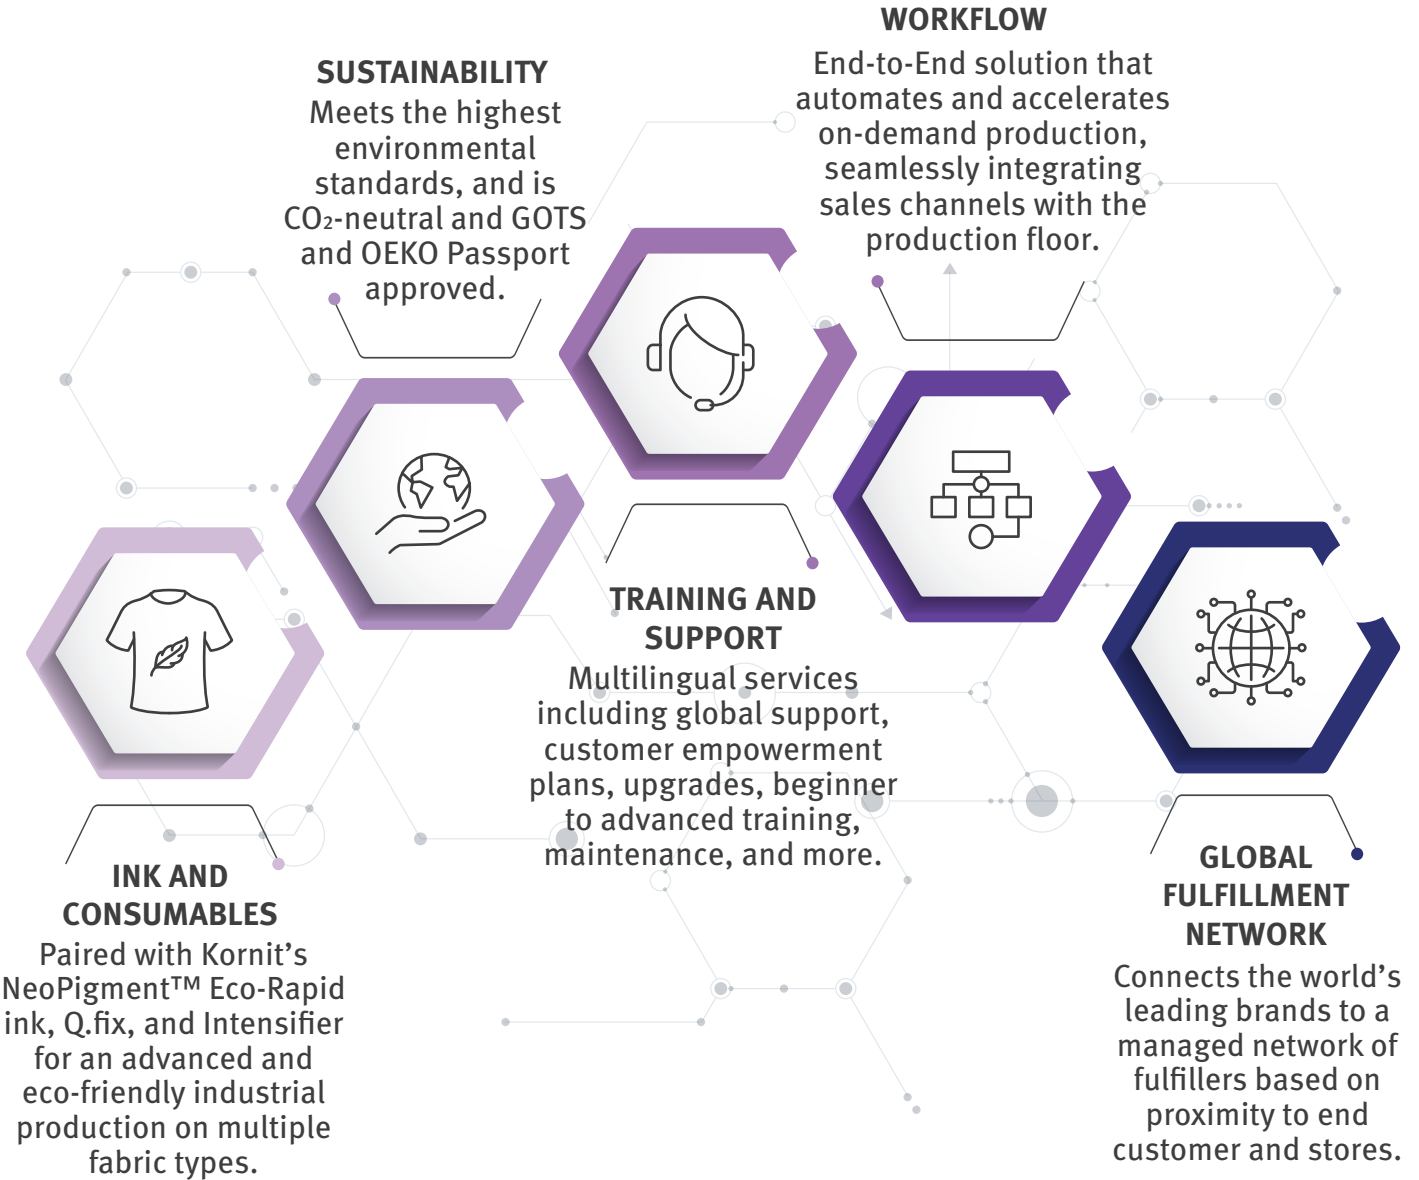 INK AND
CONSUMABLES
Paired with Kornit’s
NeoPigment™ Eco-Rapid
ink, Q.fix, and Intensifier
for an advanced and
eco-friendly industrial
production on multiple
fabric types.
SUSTAINABILITY
Meets the highest
environmental
standards, and is
CO₂-neutral and GOTS
and OEKO Passport
approved.
TRAINING AND
SUPPORT
Multilingual services
including global support,
customer empowerment
plans, upgrades, beginner
to advanced training,
maintenance, and more.
WORKFLOW
End-to-End solution that
automates and accelerates
on-demand production,
seamlessly integrating
sales channels with the
production floor.
GLOBAL
FULFILLMENT
NETWORK
Connects the world’s
leading brands to a
managed network of
fulfillers based on
proximity to end
customer and stores.